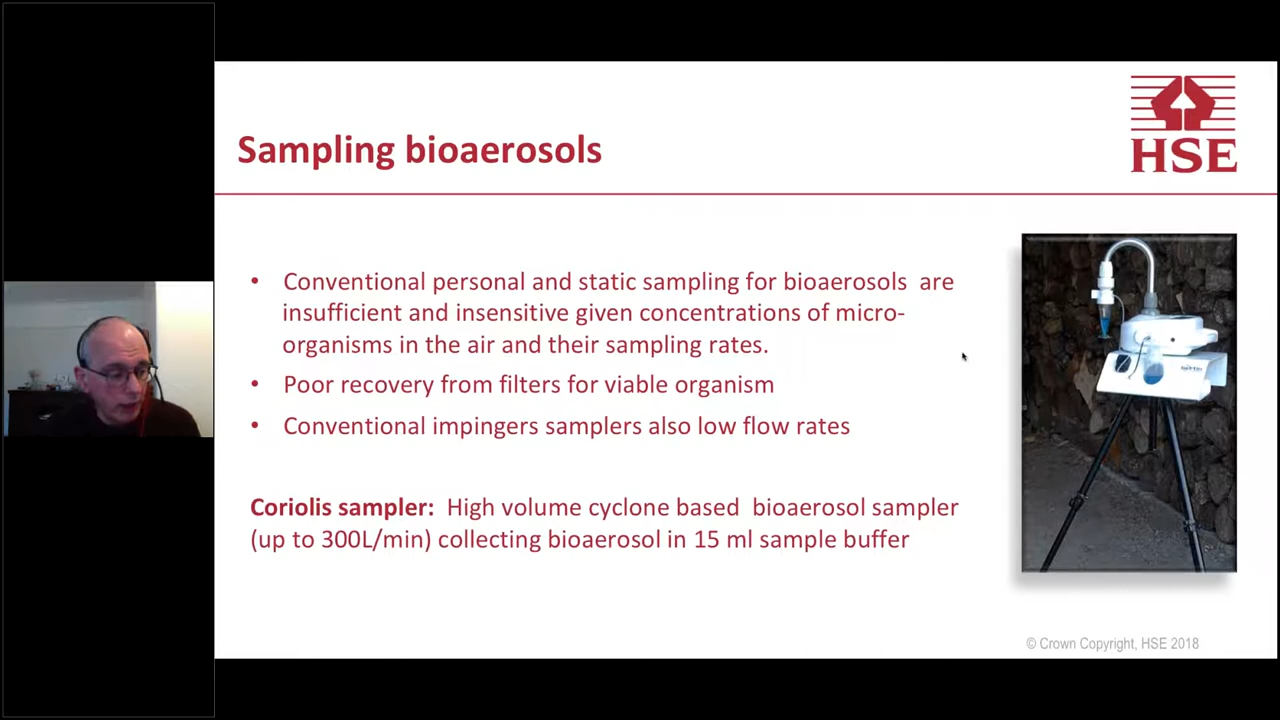 HSE
Sampling bioaerosols
• Conventional personal and static sampling for bioaerosols are
insufficient and insensitive given concentrations of micro-
organisms in the air and their sampling rates.
• Poor recovery from filters for viable organism
• Conventional impingers samplers also low flow rates
Coriolis sampler: High volume cyclone based bioaerosol sampler
(up to 300L/min) collecting bioaerosol in 15 ml sample buffer
© Crown Copyright, HSE 2018